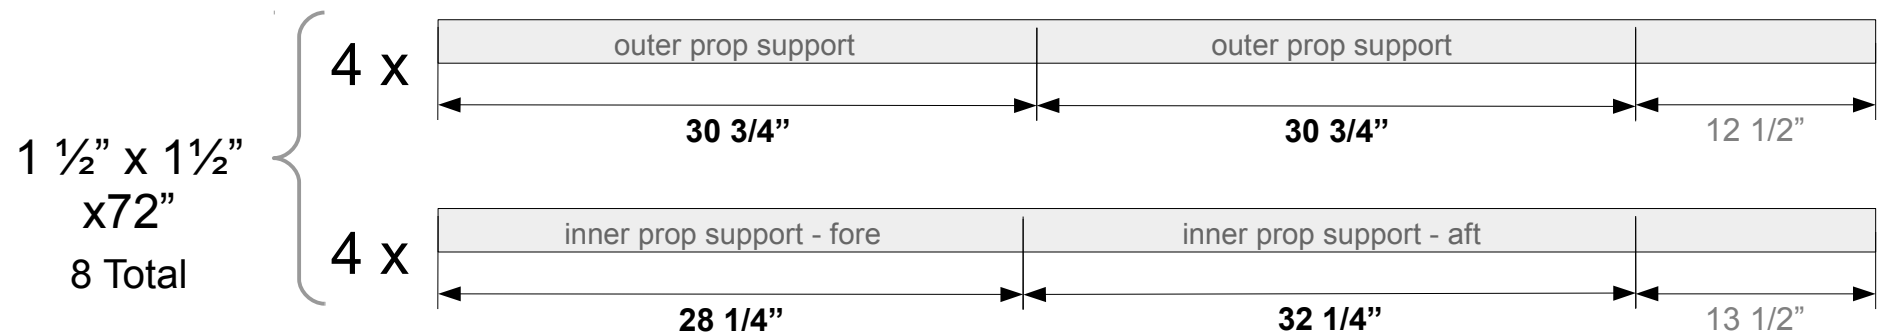 4 x
outer prop support
outer prop support
30 3/4”
30 3/4”
12 1/2”
1 ½” x 1½”
x72”
8 Total
4 x
inner prop support - fore
inner prop support - aft
28 1/4”
32 1/4”
13 1/2”